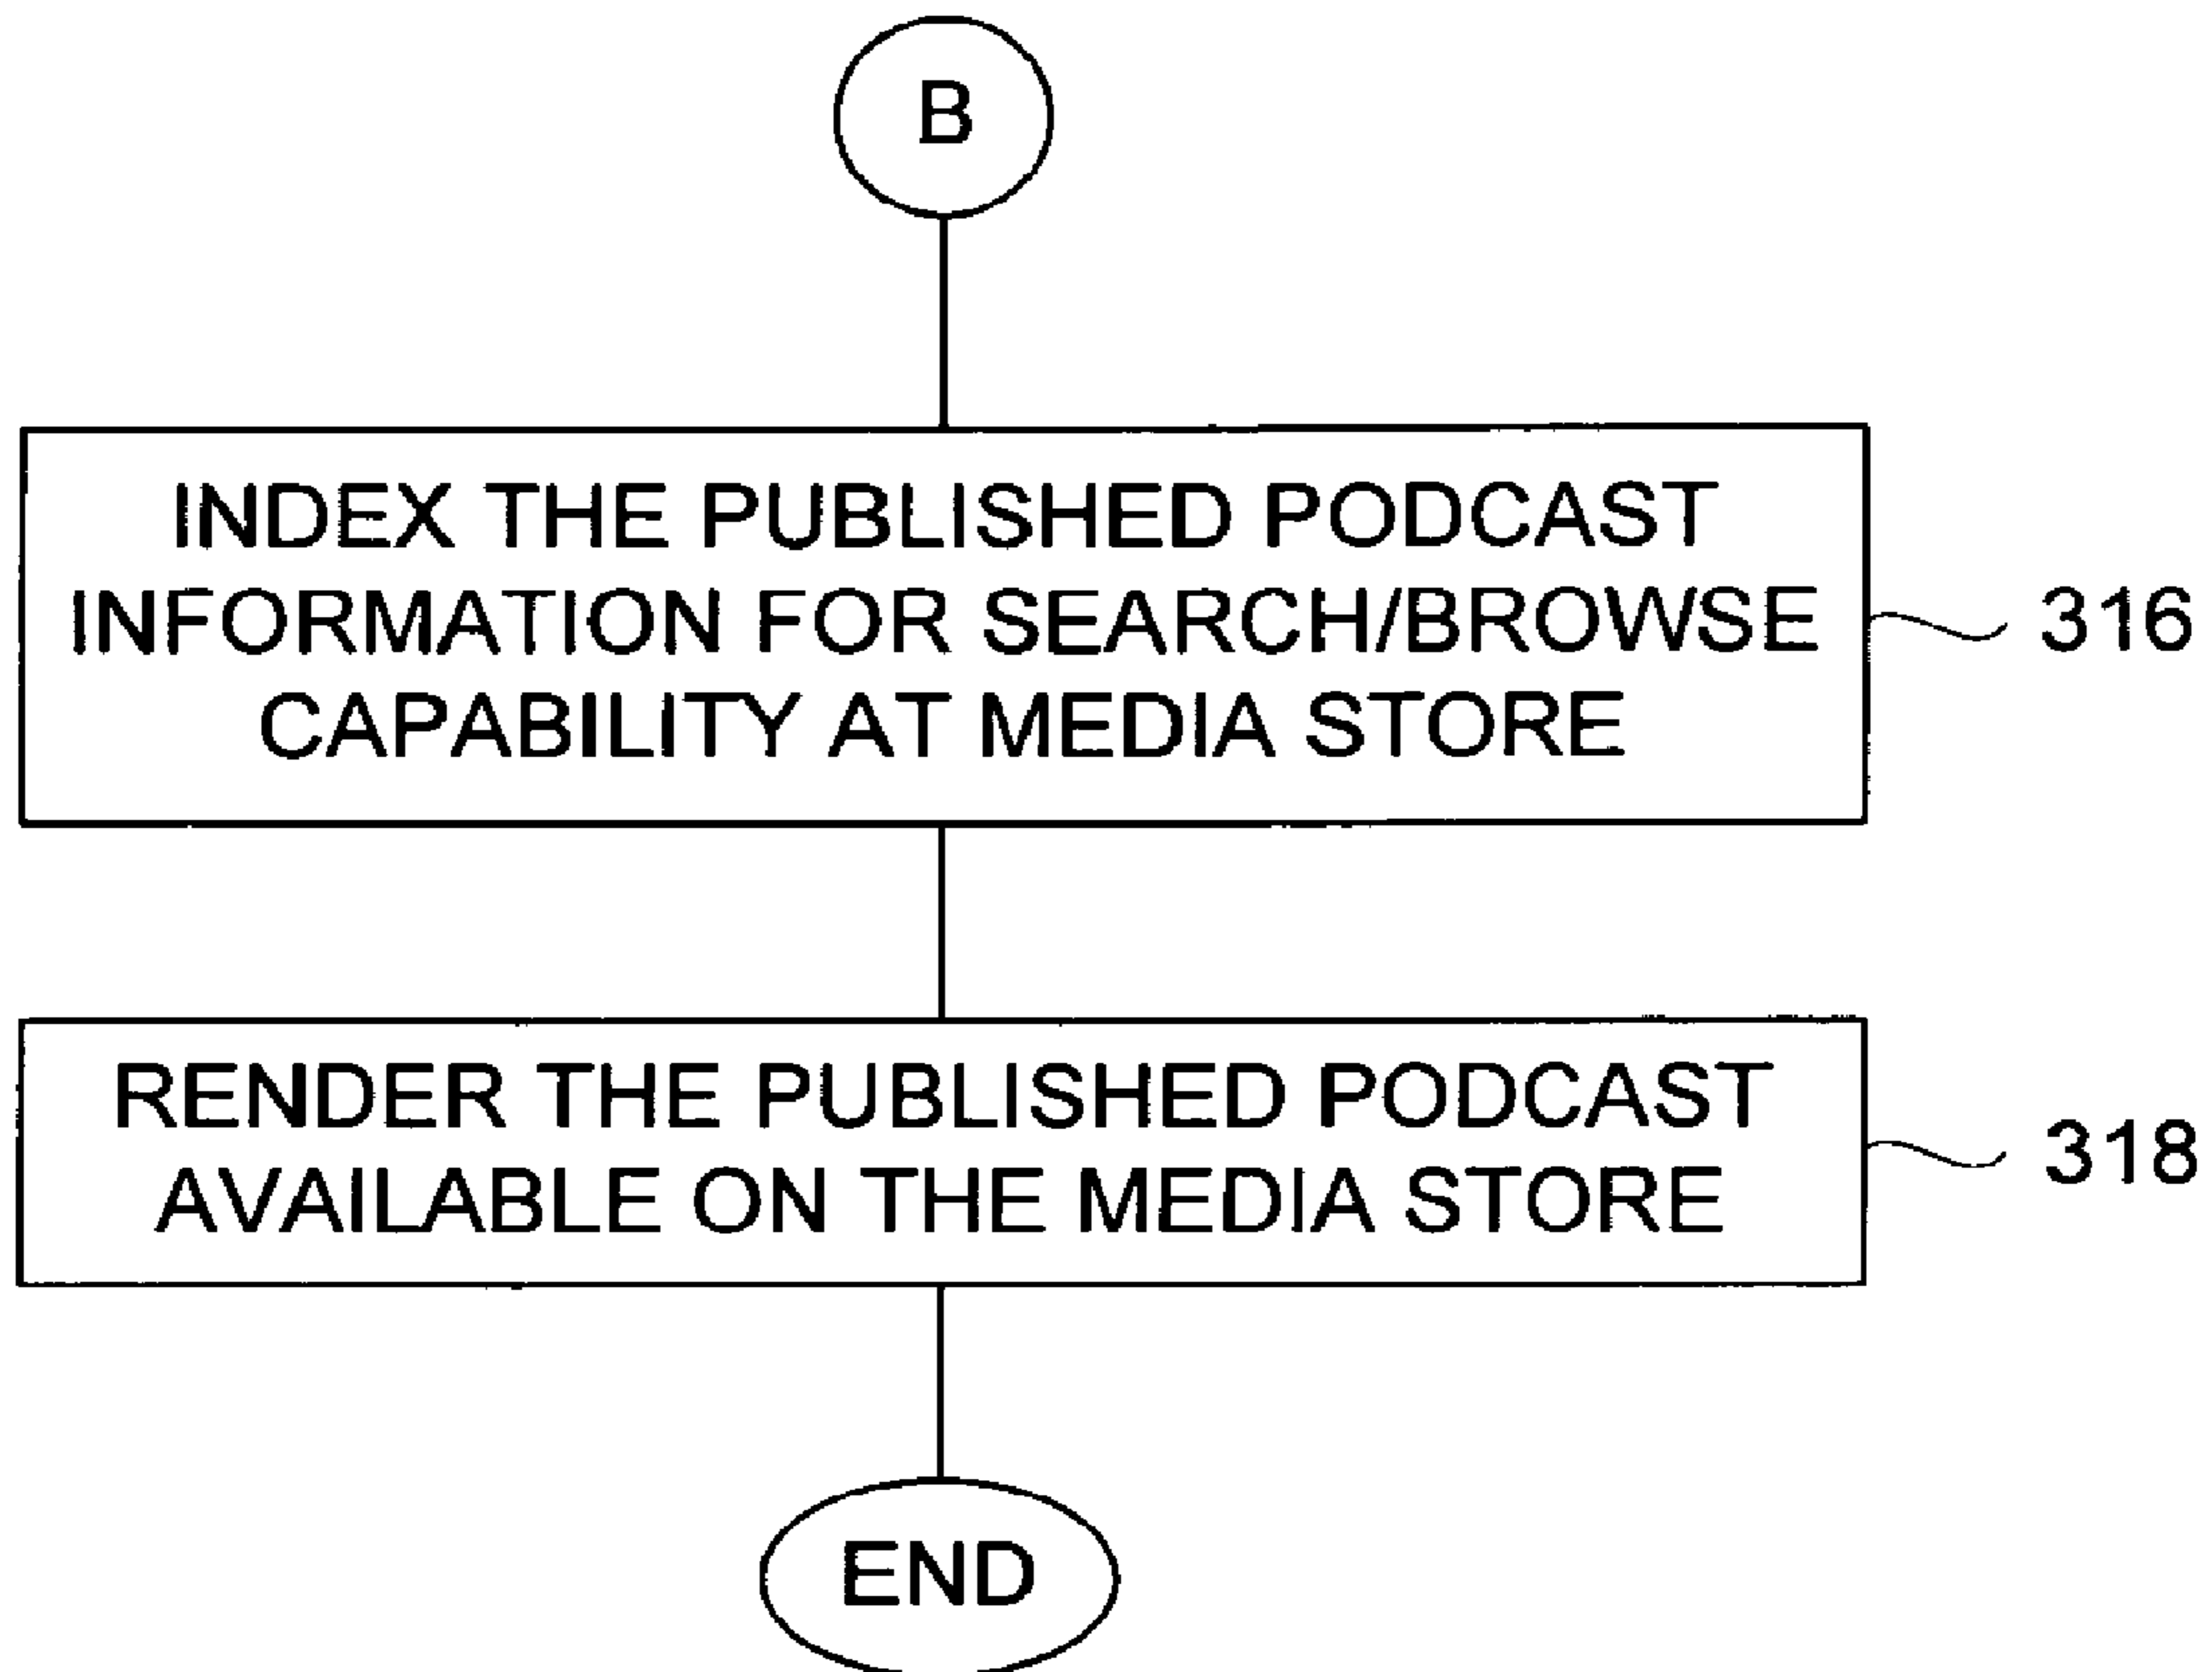 B
INDEX THE PUBLISHED PODCAST
INFORMATION FOR SEARCH/BROWSE
CAPABILITY AT MEDIA STORE
316
RENDER THE PUBLISHED PODCAST
AVAILABLE ON THE MEDIA STORE
318
END